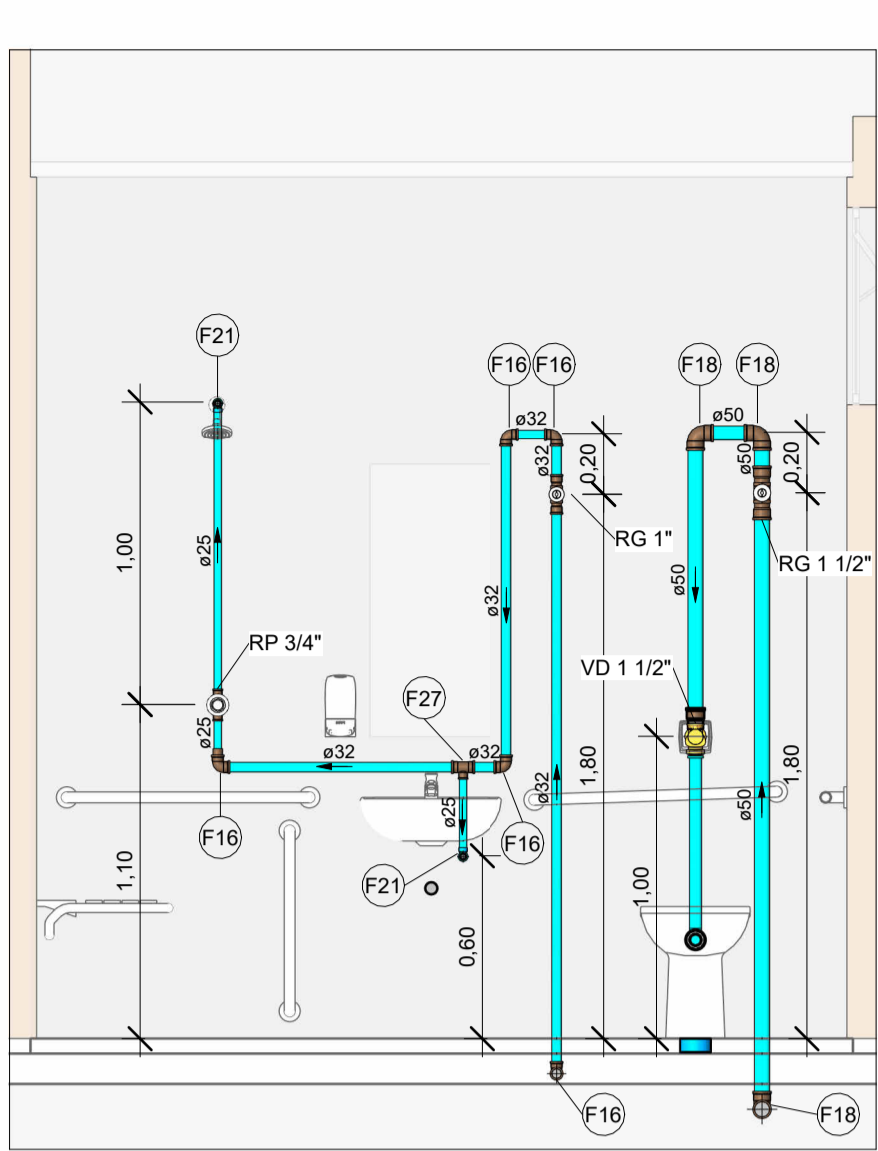 F21
F16
F16
F18
F18
ø32
ø50
ø32
0,20
ø50
0,20
RG 1"
RG 1 1/2"
1,00
ø25
ø32
ø50
RP 3/4"
VD 1 1/2"
F27
ø25
ø32
ø32
1,80
1,80
ø32
ø50
ø25
F16
F16
1,10
F21
1,00
0,60
F16
F18